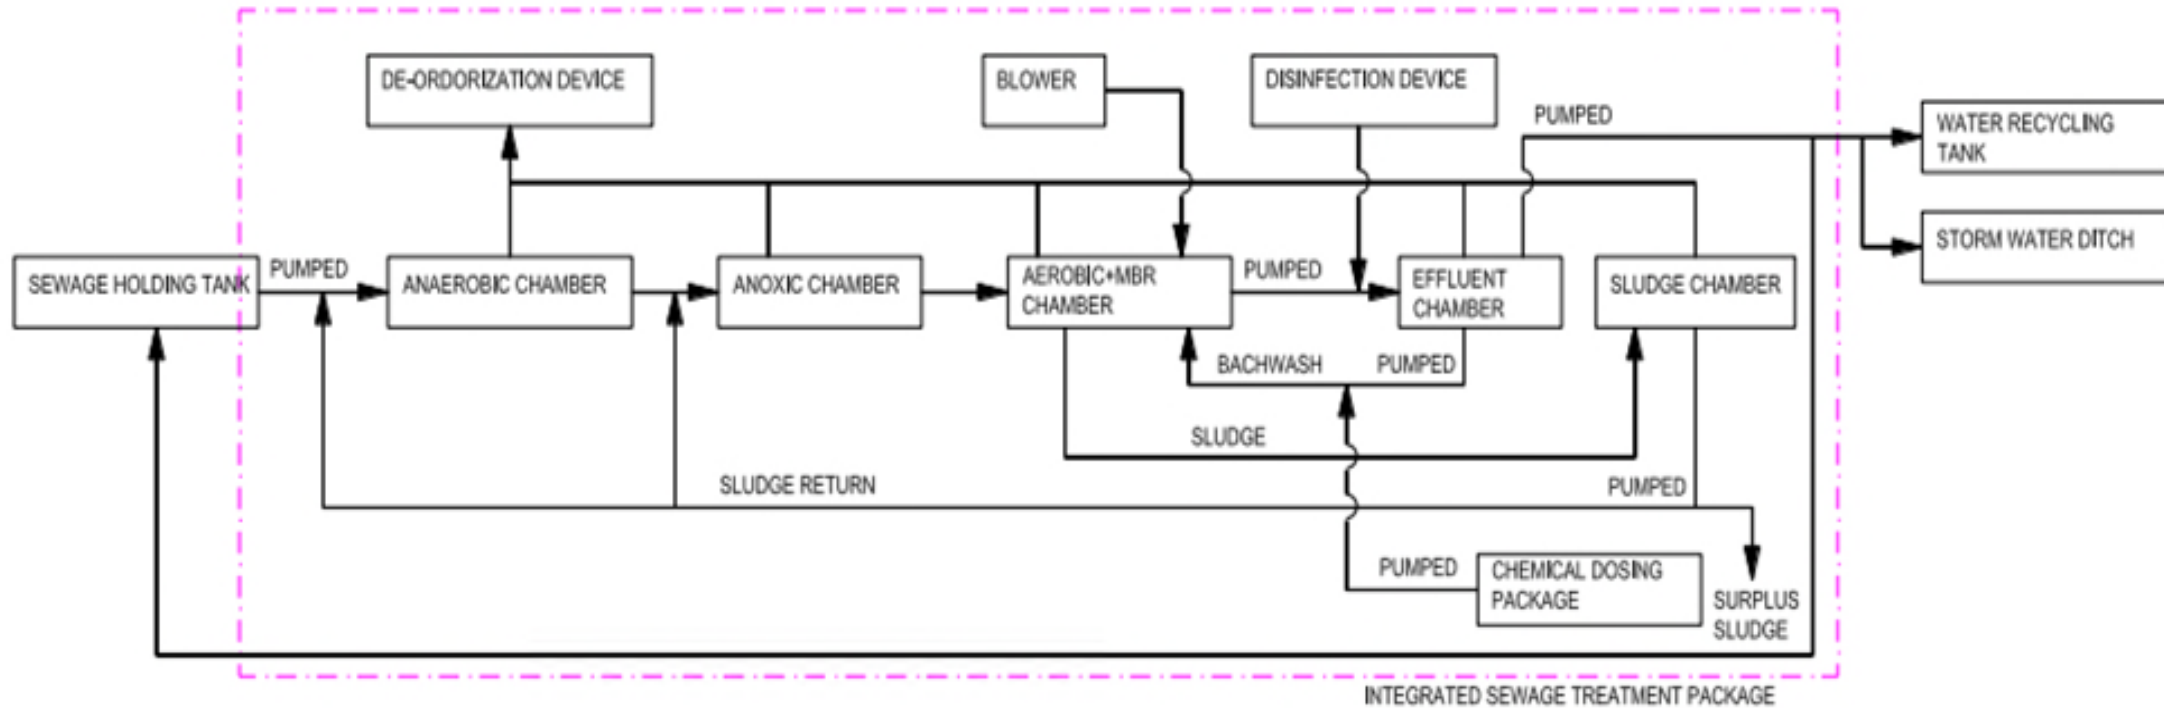 DE-ORDORIZATION DEVICE
BLOWER
DISINFECTION DEVICE
PUMPED
WATER RECYCLING
TANK
STORM WATER DITCH
SEWAGE HOLDING TANK
PUMPED
ANAEROBIC CHAMBER
ANOXIC CHAMBER
AEROBIC+MBR
CHAMBER
PUMPED
EFFLUENT
CHAMBER
SLUDGE CHAMBER
BACHWASH
PUMPED
SLUDGE
SLUDGE RETURN
PUMPED
PUMPED
CHEMICAL DOSING
PACKAGE
SURPLUS
SLUDGE
INTEGRATED SEWAGE TREATMENT PACKAGE